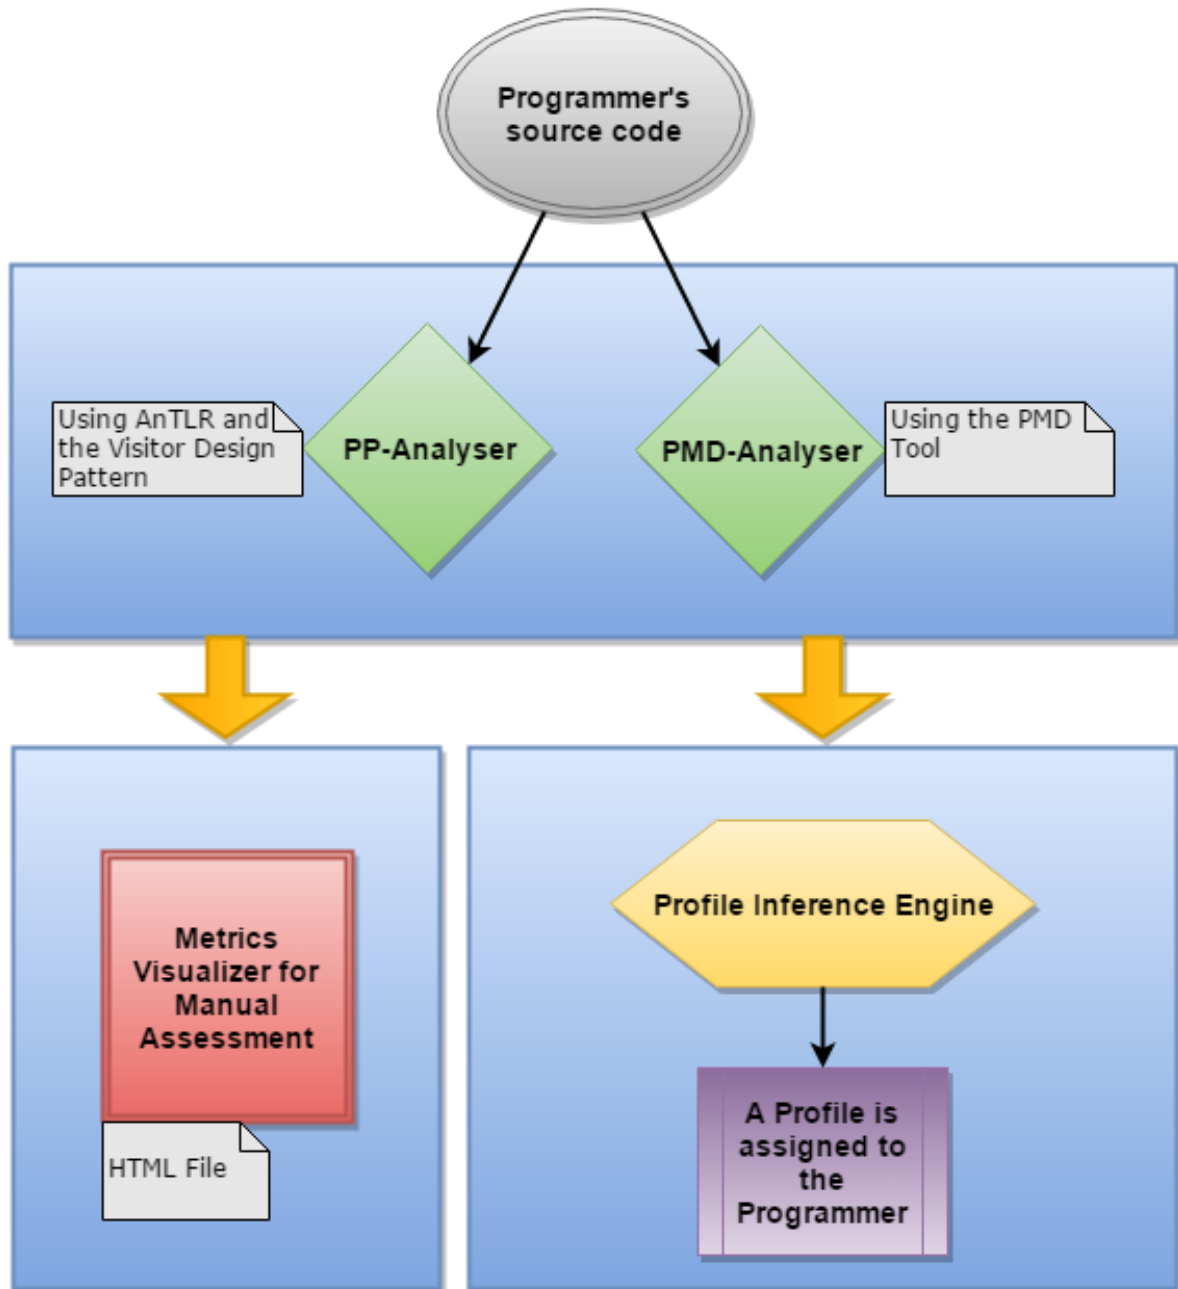 Programmer's
source code
Using AnTLR and
the Visitor Design
Pattern
PP-Analyser
PMD-Analyser
Using the PMD
Tool
Metrics
Visualizer for
Manual
Assessment
HTML File
Profile Inference Engine
A Profile is
assigned to
the
Programmer